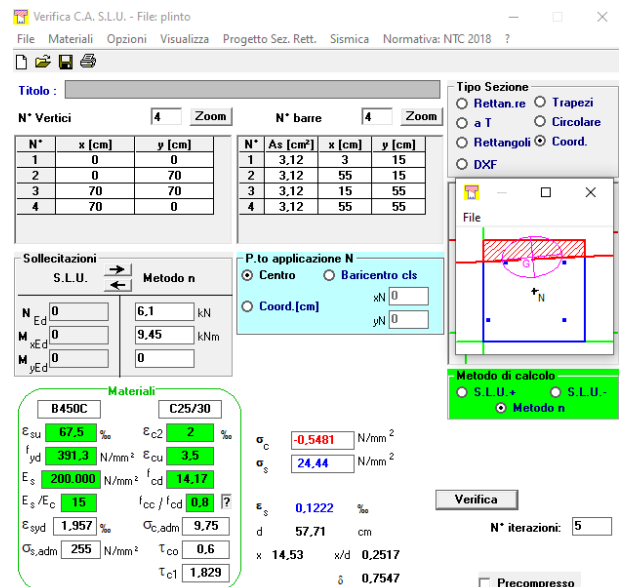 Verifica C.A. S.L.U. - File: plinto
File Materiali Opzioni Visualizza Progetto Sez. Rett. Sismica Normativa: NTC 2018 ?
Titolo :
N° Vertici 4 Zoom N° barre 4 Zoom
N° x [cm] y [cm]
1 0 0
2 0 70
3 70 70
4 70 0
N° As [cm²] x [cm] y [cm]
1 3,12 3 15
2 3,12 55 15
3 3,12 15 55
4 3,12 55 55
Tipo Sezione
Rettan.re Trapezi
a T Circolare
Rettangoli Coord.
DXF
File
G
N
Sollecitazioni
S.L.U. Metodo n
N Ed 0 6,1 kN
M xEd 0 9,45 kNm
M yEd 0 0
P.to applicazione N
Centro Baricentro cls
Coord.[cm] xN 0
yN 0
Metodo di calcolo
S.L.U.+ S.L.U.-
Metodo n
Materiali
B450C C25/30
εsu 67,5 ‰ εc2 2 ‰
fyd 391,3 N/mm² εcu 3,5
Es 200.000 N/mm² fcd 14,17
Es /Ec 15 fcc / fcd 0,8 ?
εsyd 1,957 ‰ σc,adm 9,75
σs,adm 255 N/mm² τco 0,6
τc1 1,829
σc -0,5481 N/mm²
σs 24,44 N/mm²
εs 0,1222 ‰
d 57,71 cm
x 14,53 x/d 0,2517
δ 0,7547
Verifica
N° iterazioni: 5
Precompresso